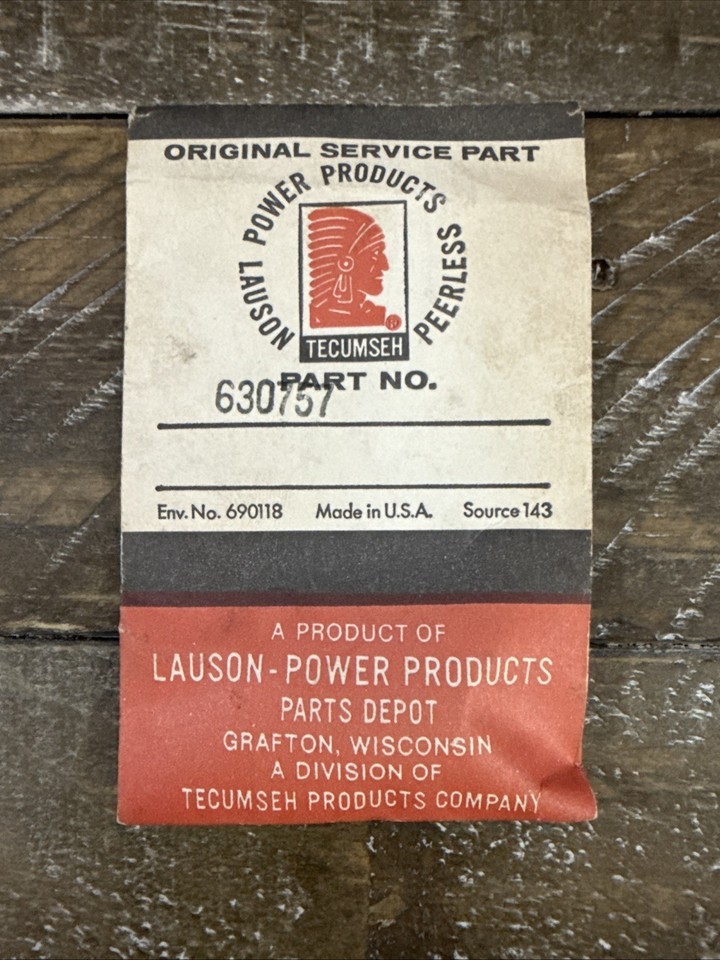 ORIGINAL SERVICE PART
LAUSON POWER PRODUCTS PEERLESS
®
TECUMSEH
PART NO.
630757
Env. No. 690118 Made in U.S.A. Source 143
A PRODUCT OF
LAUSON-POWER PRODUCTS
PARTS DEPOT
GRAFTON, WISCONSIN
A DIVISION OF
TECUMSEH PRODUCTS COMPANY